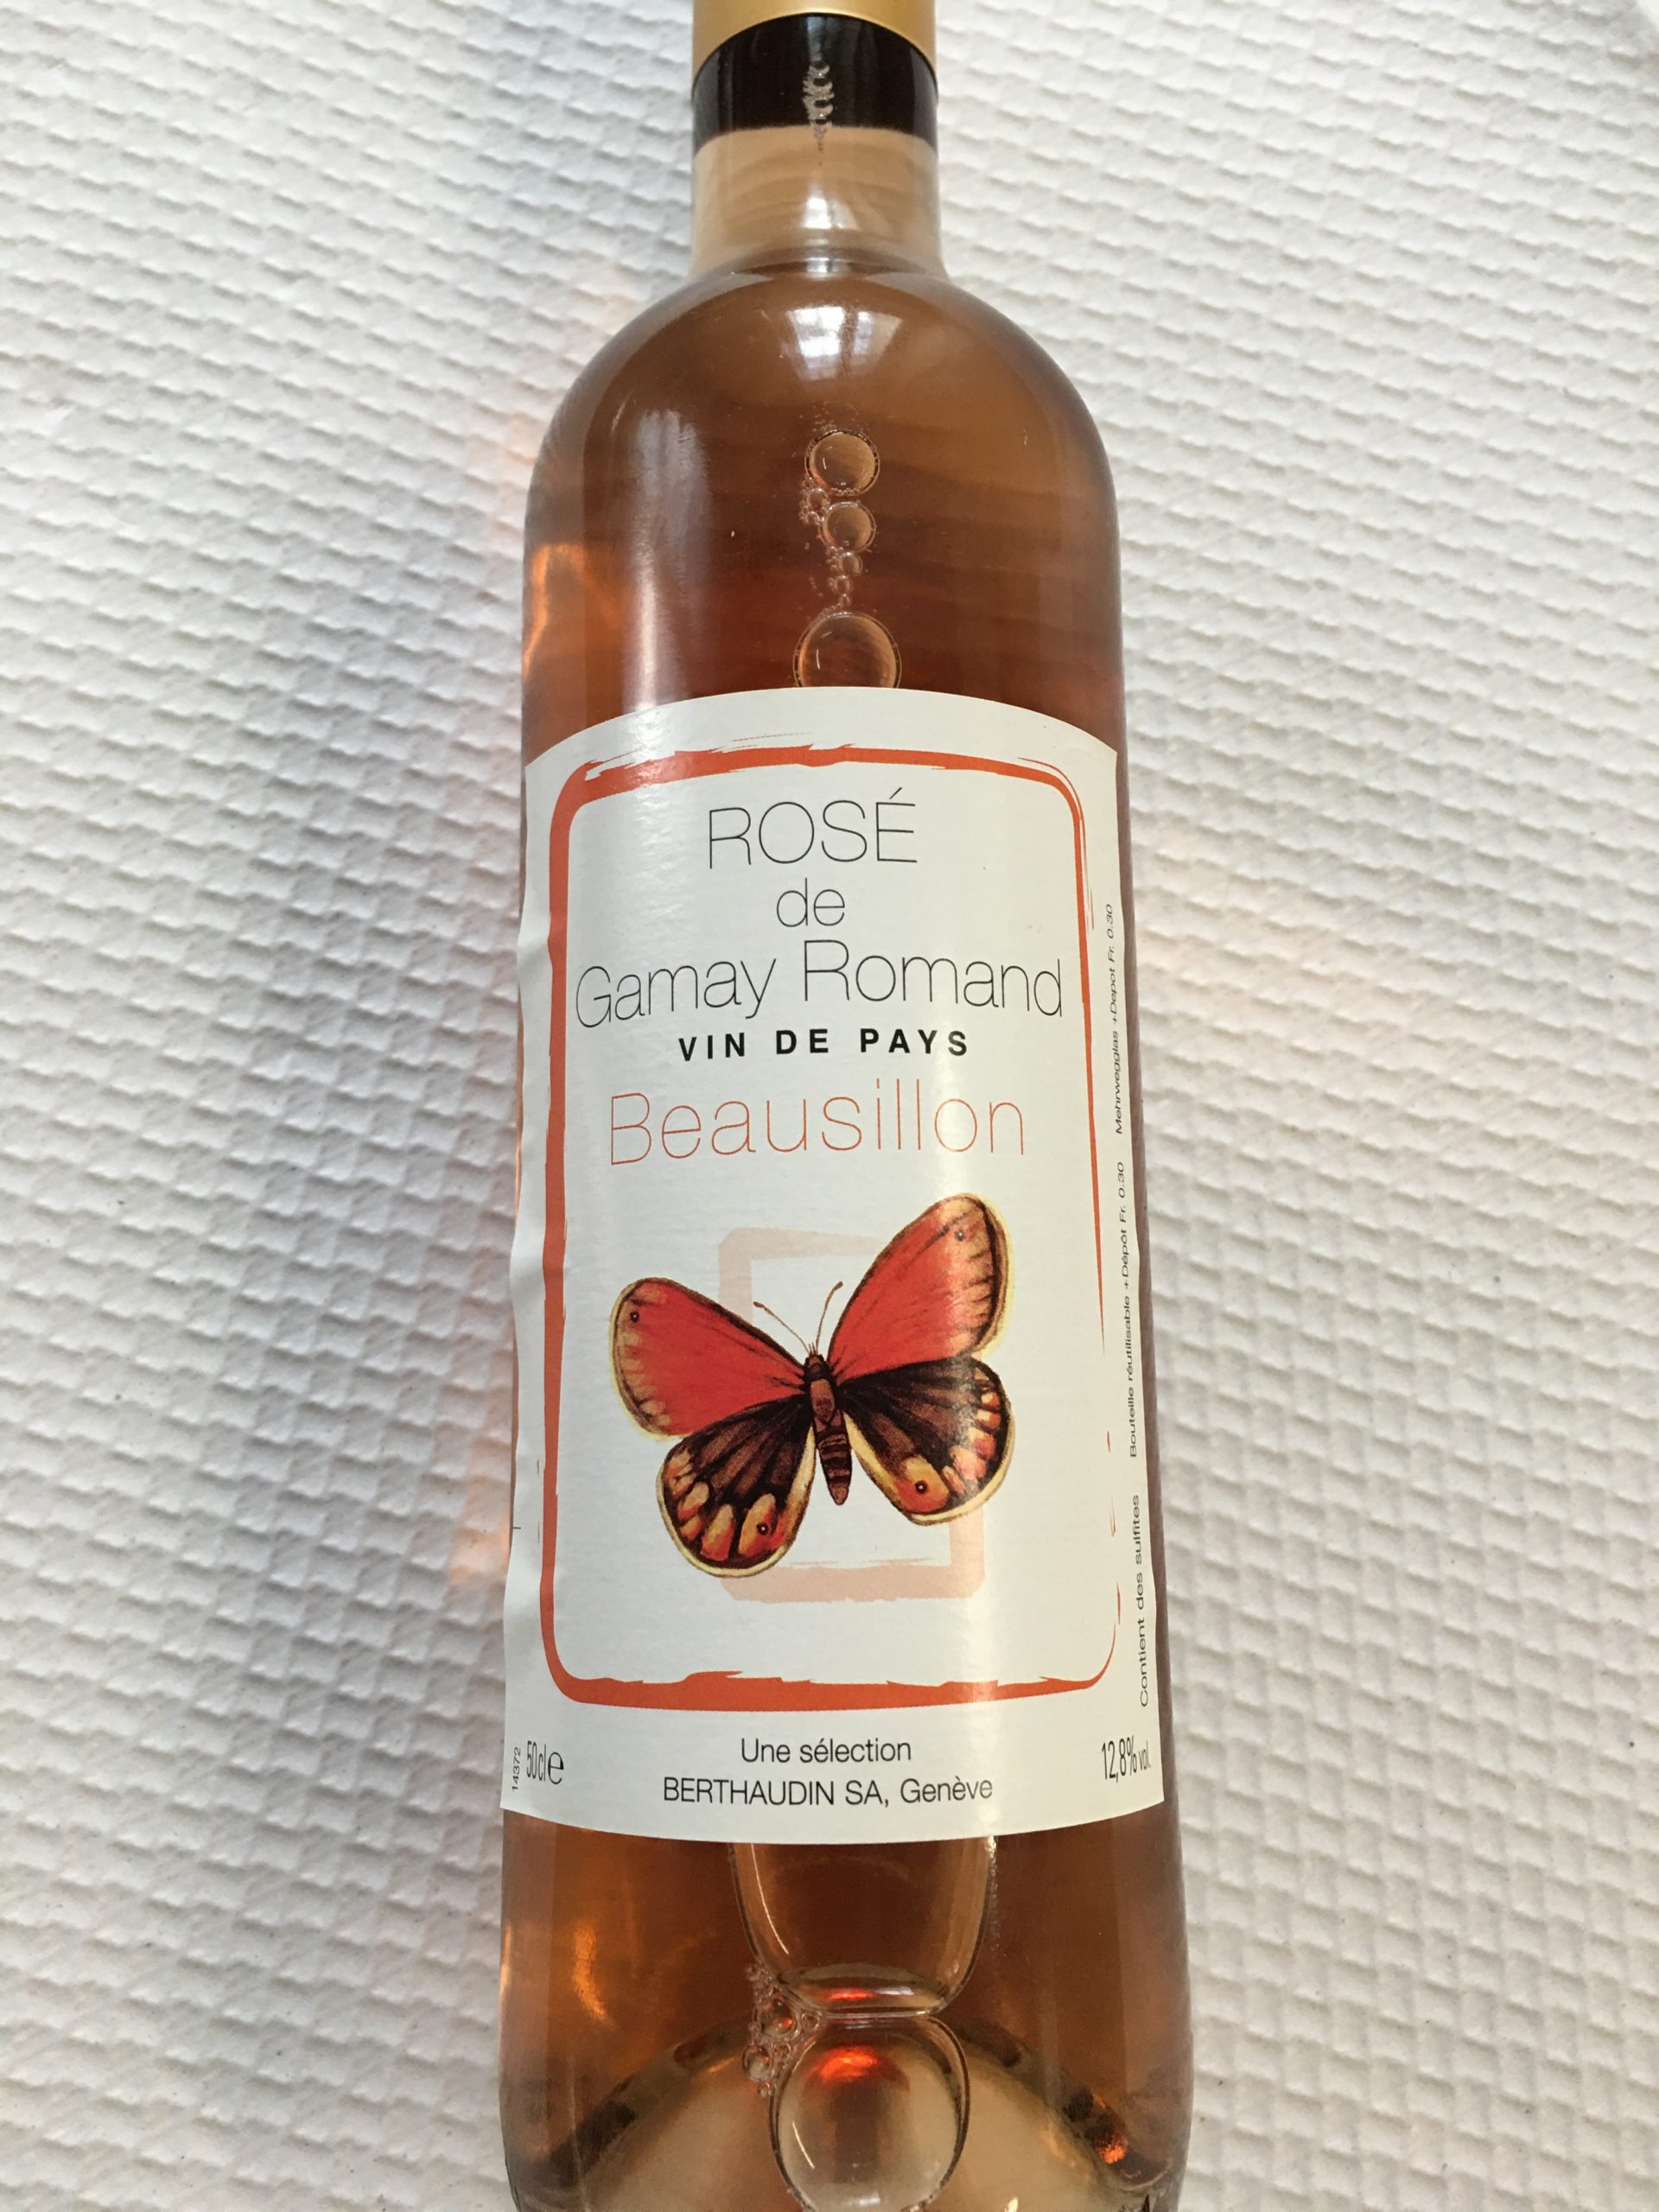 ROSÉ
de
Gamay Romand
VIN DE PAYS
Beausillon
Une sélection
BERTHAUDIN SA, Genève
14372
50cl e
12,8% vol.
Contient des sulfites Bouteille réutilisable +Dépôt Fr. 0.30 Mehrwegglas +Depot Fr. 0.30